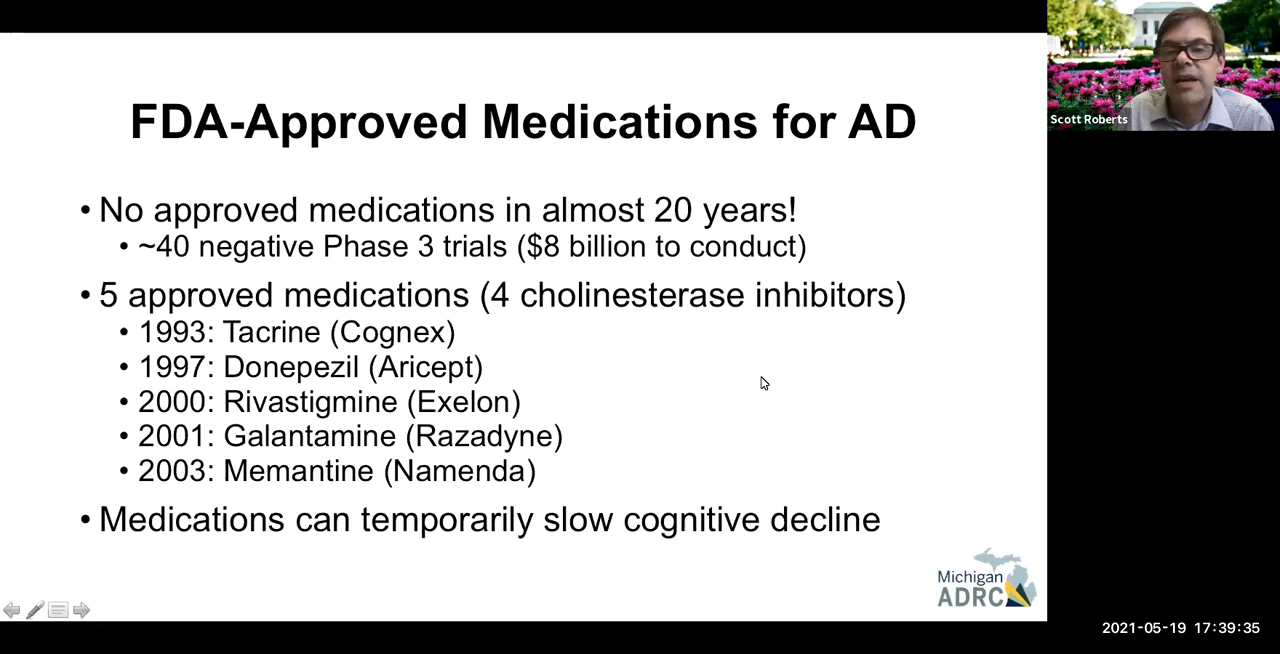 FDA-Approved Medications for AD
• No approved medications in almost 20 years!
• ~40 negative Phase 3 trials ($8 billion to conduct)
• 5 approved medications (4 cholinesterase inhibitors)
• 1993: Tacrine (Cognex)
• 1997: Donepezil (Aricept)
• 2000: Rivastigmine (Exelon)
• 2001: Galantamine (Razadyne)
• 2003: Memantine (Namenda)
• Medications can temporarily slow cognitive decline
Michigan
ADRC
Scott Roberts
2021-05-19 17:39:35